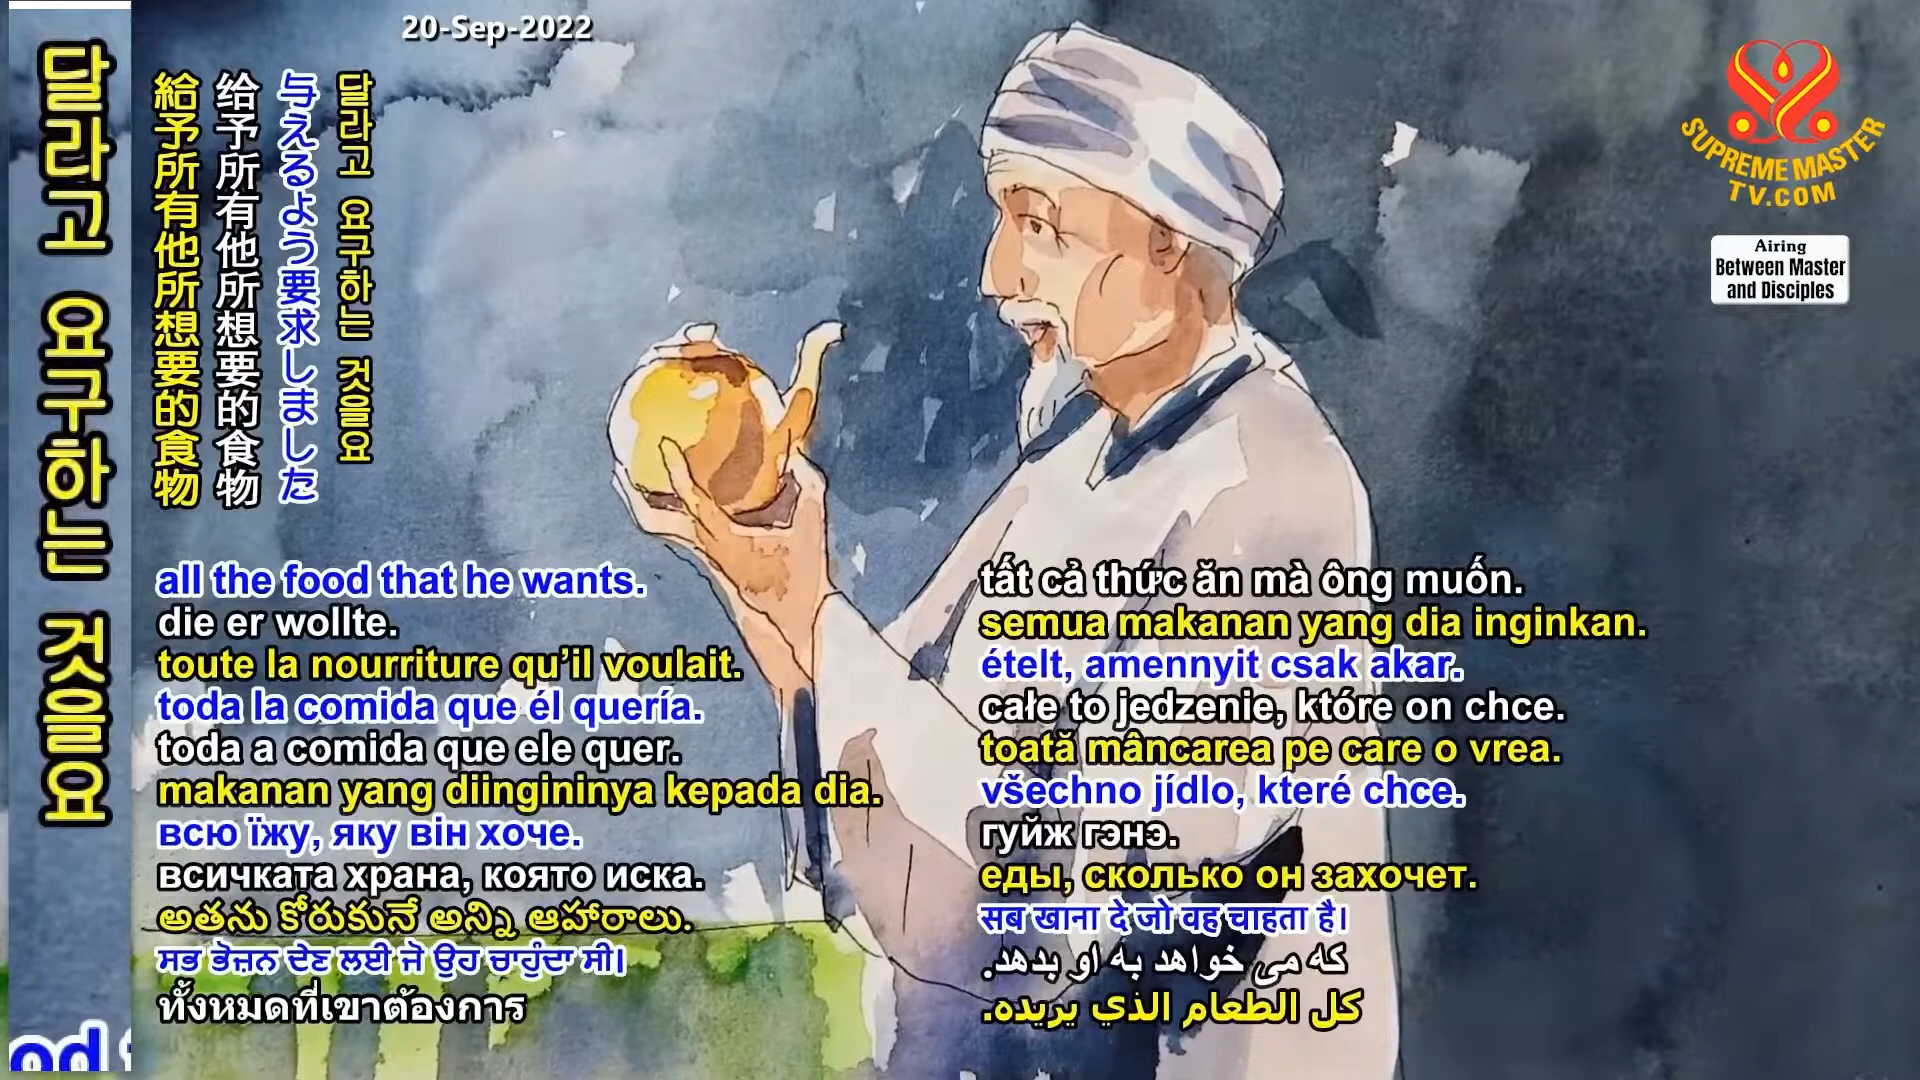 20-Sep-2022
달라고 요구하는 것을요
달라고 요구하는 것을요
与えるよう要求しました
给予所有他所想要的食物
給予所有他所想要的食物
SUPREME MASTER
TV.COM
Airing
Between Master
and Disciples
all the food that he wants.
die er wollte.
toute la nourriture qu’il voulait.
toda la comida que él quería.
toda a comida que ele quer.
makanan yang diingininya kepada dia.
всю їжу, яку він хоче.
всичката храна, която иска.
అతను కోరుకునే అన్ని ఆహారాలు.
ਸਭ ਭੋਜ਼ਨ ਦੇਣ ਲਈ ਜੋ ਉਹ ਚਾਹੁੰਦਾ ਸੀ।
ทั้งหมดที่เขาต้องการ
tất cả thức ăn mà ông muốn.
semua makanan yang dia inginkan.
ételt, amennyit csak akar.
całe to jedzenie, które on chce.
toată mâncarea pe care o vrea.
všechno jídlo, které chce.
гуйж гэнэ.
еды, сколько он захочет.
सब खाना दे जो वह चाहता है।
که می خواهد به او بدهد.
كل الطعام الذي يريده.
od